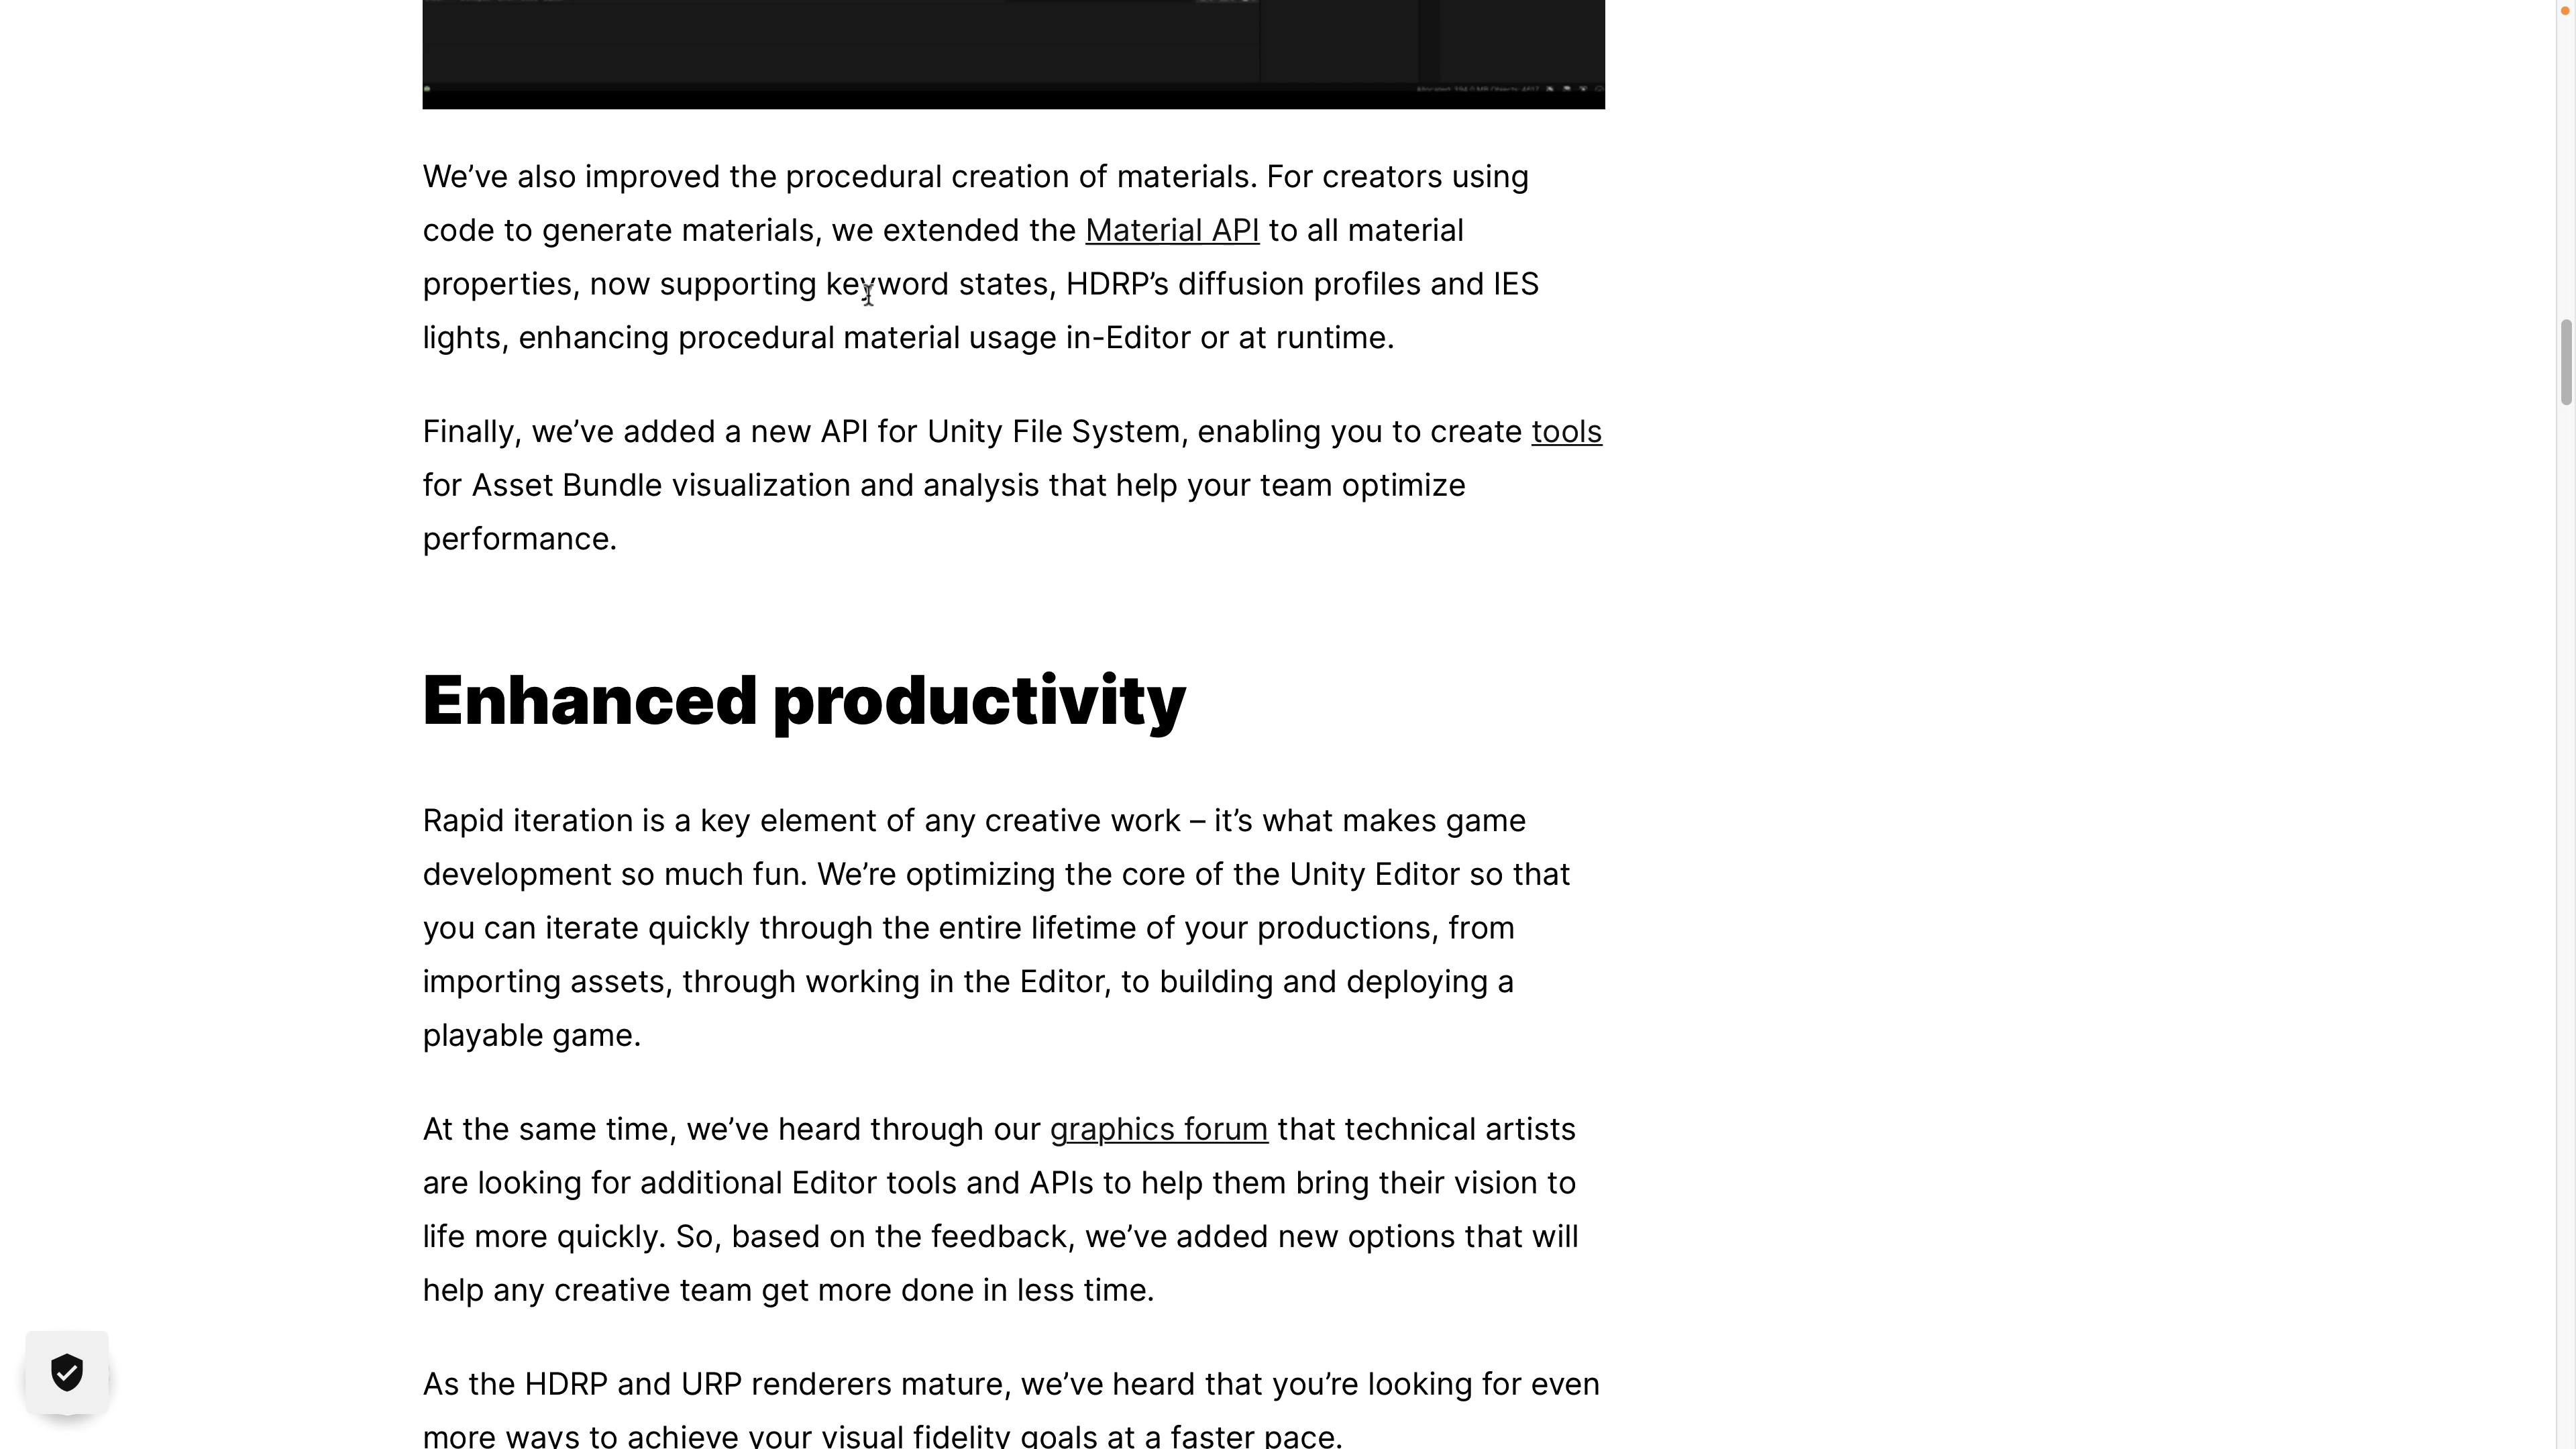 We’ve also improved the procedural creation of materials. For creators using
code to generate materials, we extended the Material API to all material
properties, now supporting keyword states, HDRP’s diffusion profiles and IES
lights, enhancing procedural material usage in-Editor or at runtime.
Finally, we’ve added a new API for Unity File System, enabling you to create tools
for Asset Bundle visualization and analysis that help your team optimize
performance.
Enhanced productivity
Rapid iteration is a key element of any creative work – it’s what makes game
development so much fun. We’re optimizing the core of the Unity Editor so that
you can iterate quickly through the entire lifetime of your productions, from
importing assets, through working in the Editor, to building and deploying a
playable game.
At the same time, we’ve heard through our graphics forum that technical artists
are looking for additional Editor tools and APIs to help them bring their vision to
life more quickly. So, based on the feedback, we’ve added new options that will
help any creative team get more done in less time.
As the HDRP and URP renderers mature, we’ve heard that you’re looking for even
more ways to achieve your visual fidelity goals at a faster pace.